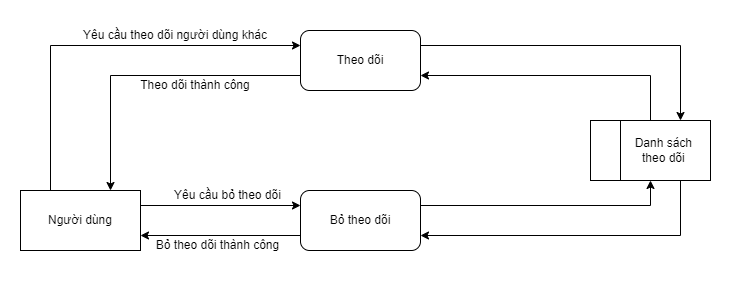 Yêu cầu theo dõi người dùng khác
Theo dõi
Theo dõi thành công
Danh sách
theo dõi
Yêu cầu bỏ theo dõi
Người dùng
Bỏ theo dõi
Bỏ theo dõi thành công